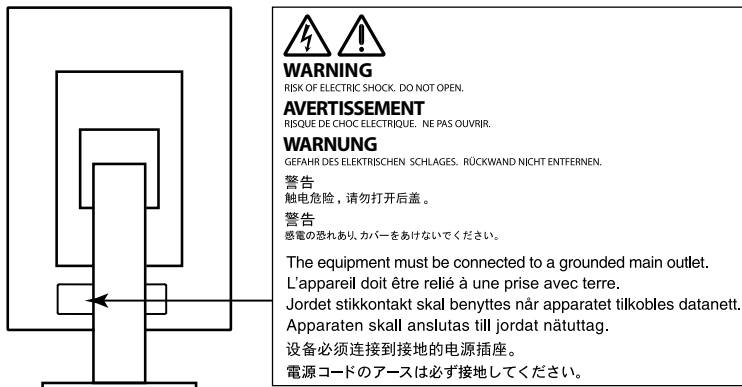 WARNING
RISK OF ELECTRIC SHOCK. DO NOT OPEN.
AVERTISSEMENT
RISQUE DE CHOC ELECTRIQUE. NE PAS OUVRIR.
WARNUNG
GEFAHR DES ELEKTRISCHEN SCHLAGES. RÜCKWAND NICHT ENTFERNEN.
警告
触电危险，请勿打开后盖。
警告
感電の恐れあり、カバーをあけないでください。
The equipment must be connected to a grounded main outlet.
L'appareil doit être relié à une prise avec terre.
Jordet stikkontakt skal benyttes når apparatet tilkobles datanett.
Apparaten skall anslutas till jordat nätuttag.
设备必须连接到接地的电源插座。
電源コードのアースは必ず接地してください。